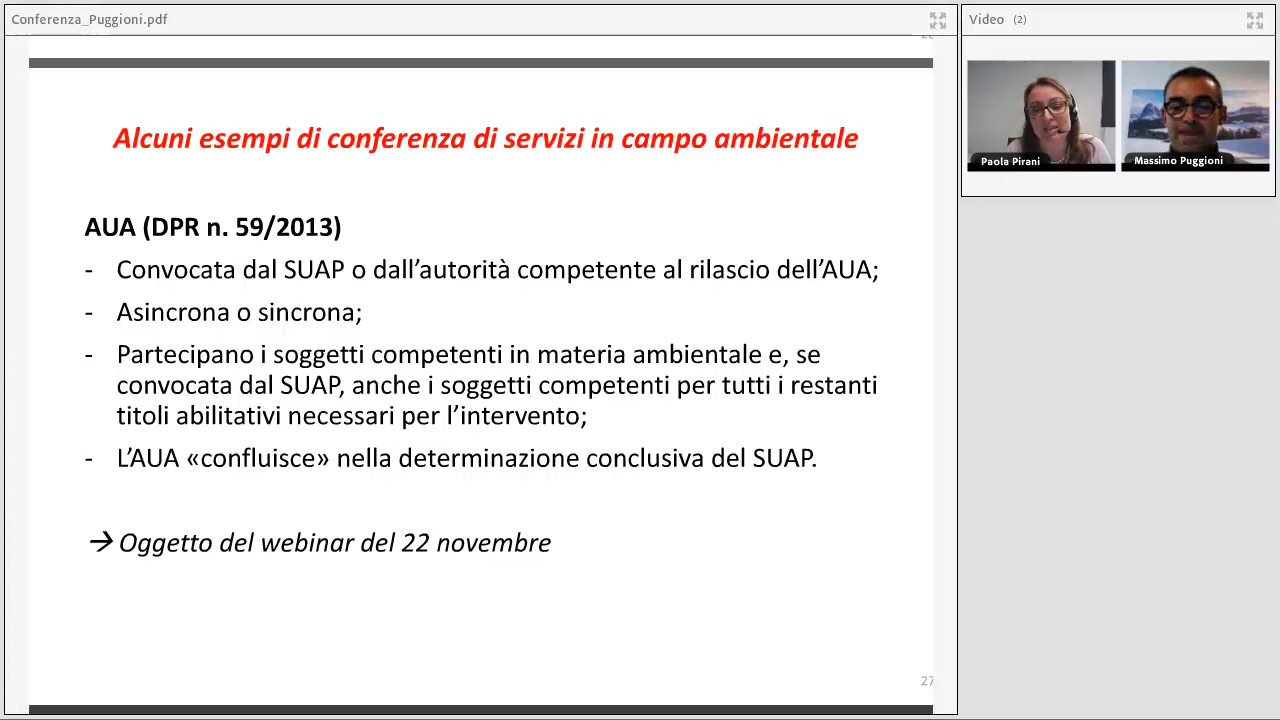 Conferenza_Puggioni.pdf
Video (2)
Paola Pirani
Massimo Puggioni
Alcuni esempi di conferenza di servizi in campo ambientale
AUA (DPR n. 59/2013)
- Convocata dal SUAP o dall’autorità competente al rilascio dell’AUA;
- Asincrona o sincrona;
- Partecipano i soggetti competenti in materia ambientale e, se
convocata dal SUAP, anche i soggetti competenti per tutti i restanti
titoli abilitativi necessari per l’intervento;
- L’AUA «confluisce» nella determinazione conclusiva del SUAP.
→ Oggetto del webinar del 22 novembre
27